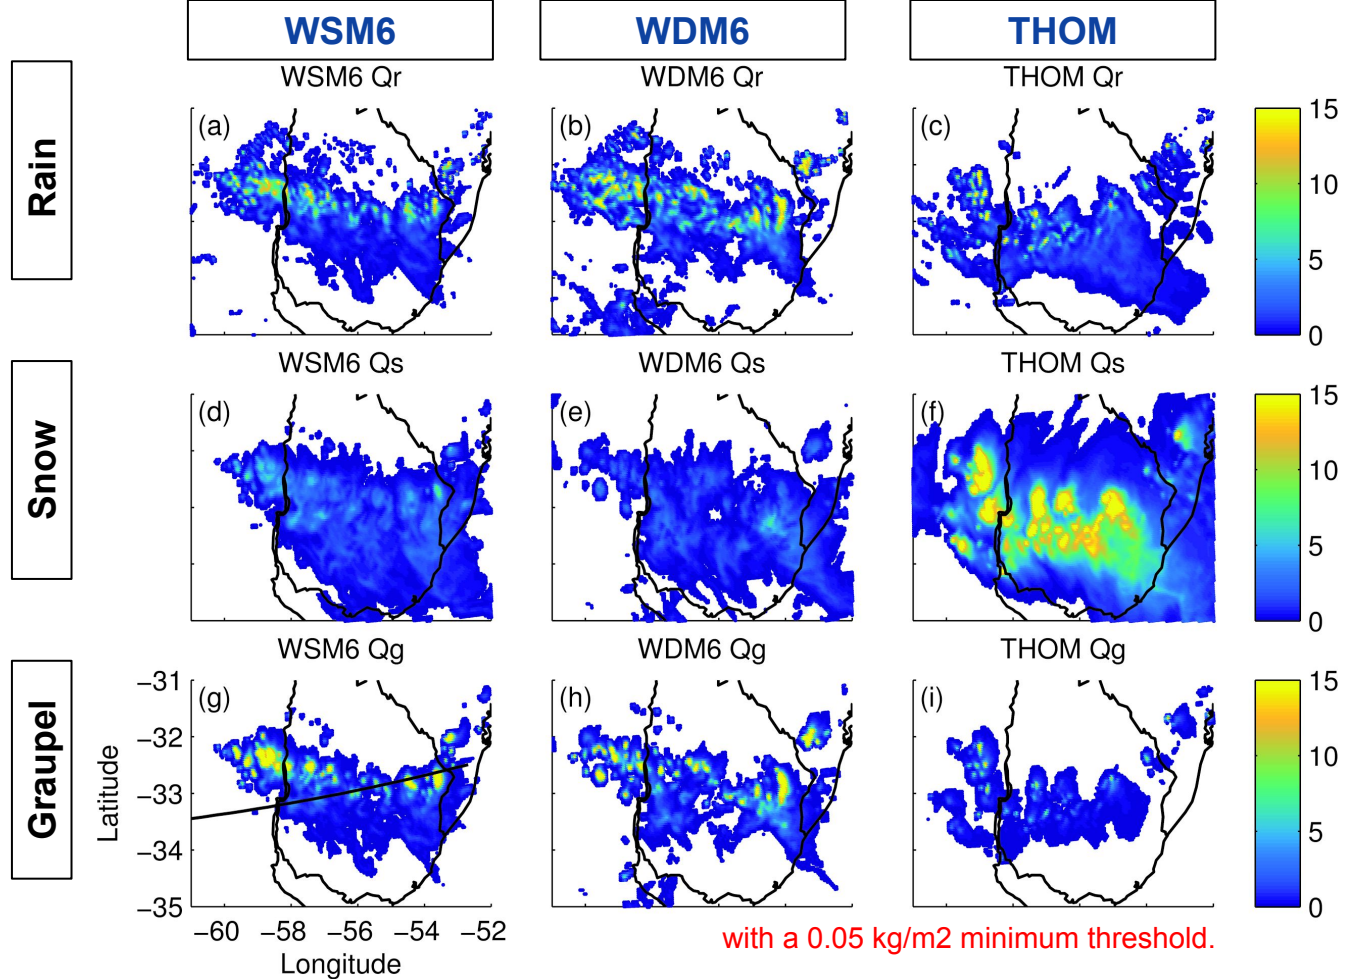 WSM6 WDM6 THOM
WSM6 Qr WDM6 Qr THOM Qr
Rain
(a) (b) (c)
15
10
5
0
WSM6 Qs WDM6 Qs THOM Qs
Snow
(d) (e) (f)
15
10
5
0
WSM6 Qg WDM6 Qg THOM Qg
Graupel
(g) (h) (i)
Latitude
−31
−32
−33
−34
−35
15
10
5
0
−60 −58 −56 −54 −52
Longitude
with a 0.05 kg/m2 minimum threshold.